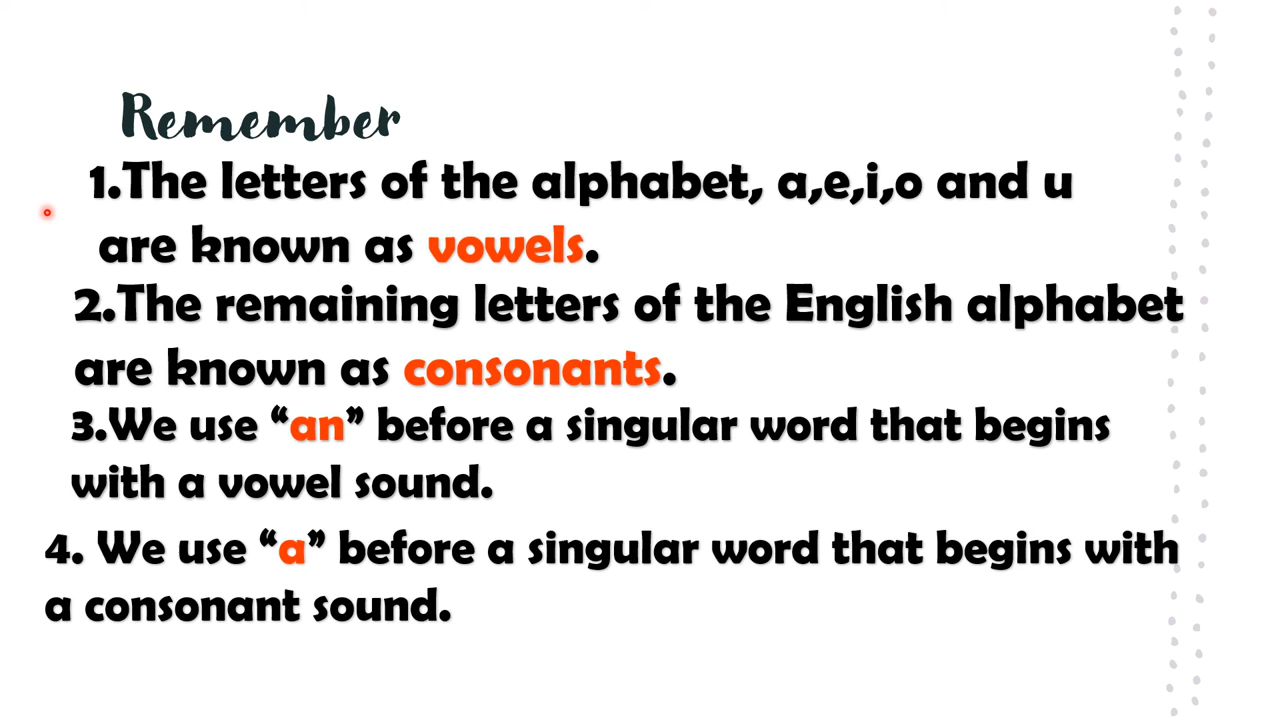 Remember
1.The letters of the alphabet, a,e,i,o and u
are known as vowels.
2.The remaining letters of the English alphabet
are known as consonants.
3.We use “an” before a singular word that begins
with a vowel sound.
4. We use “a” before a singular word that begins with
a consonant sound.